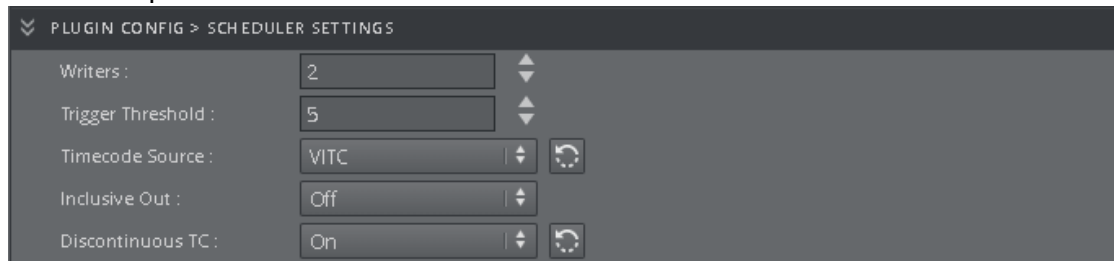 PLUGIN CONFIG > SCHEDULER SETTINGS
Writers : 2
Trigger Threshold : 5
Timecode Source : VITC
Inclusive Out : Off
Discontinuous TC : On